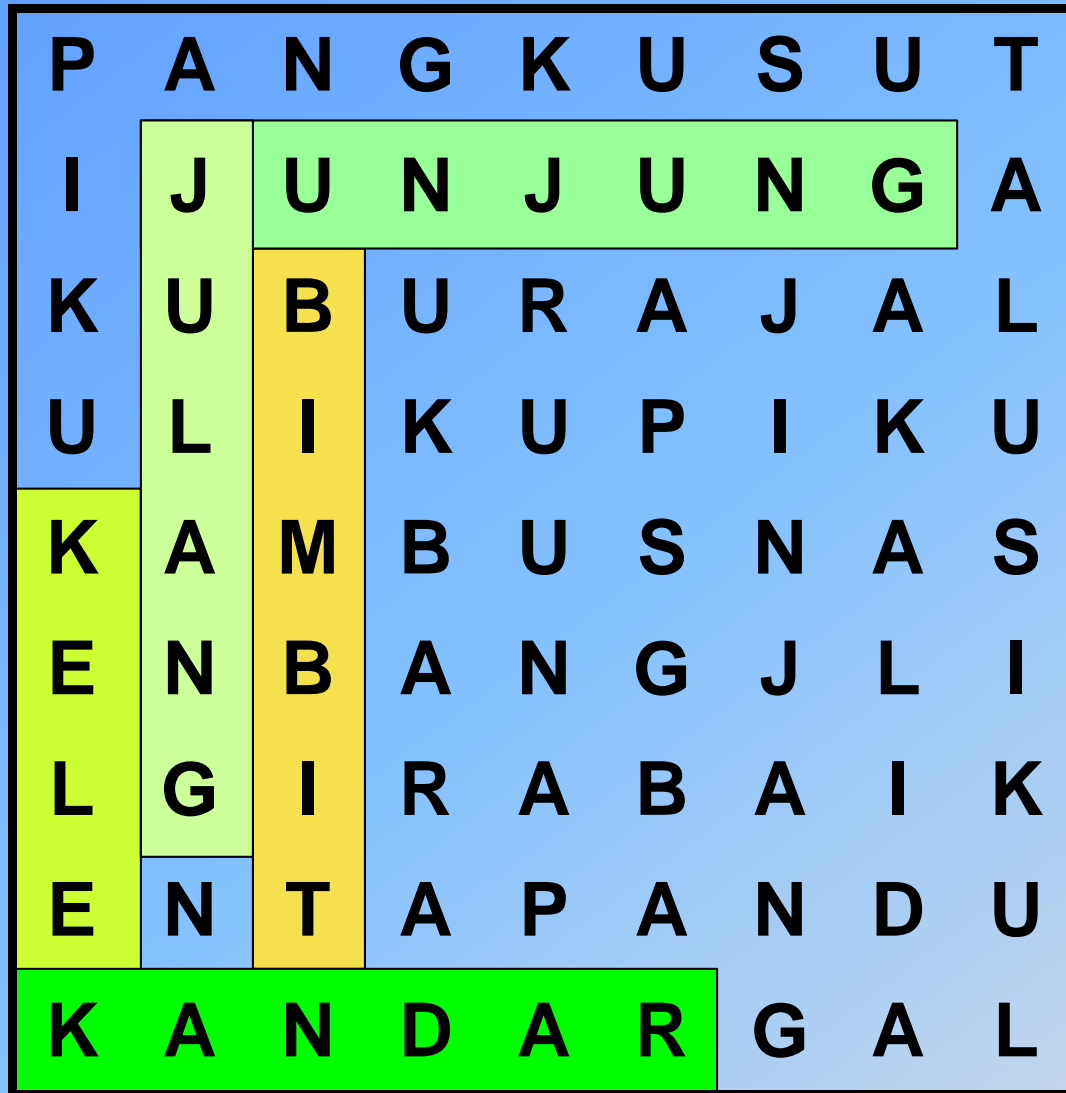 P A N G K U S U T
I J U N J U N G A
K U B U R A J A L
U L I K U P I K U
K A M B U S N A S
E N B A N G J L I
L G I R A B A I K
E N T A P A N D U
K A N D A R G A L